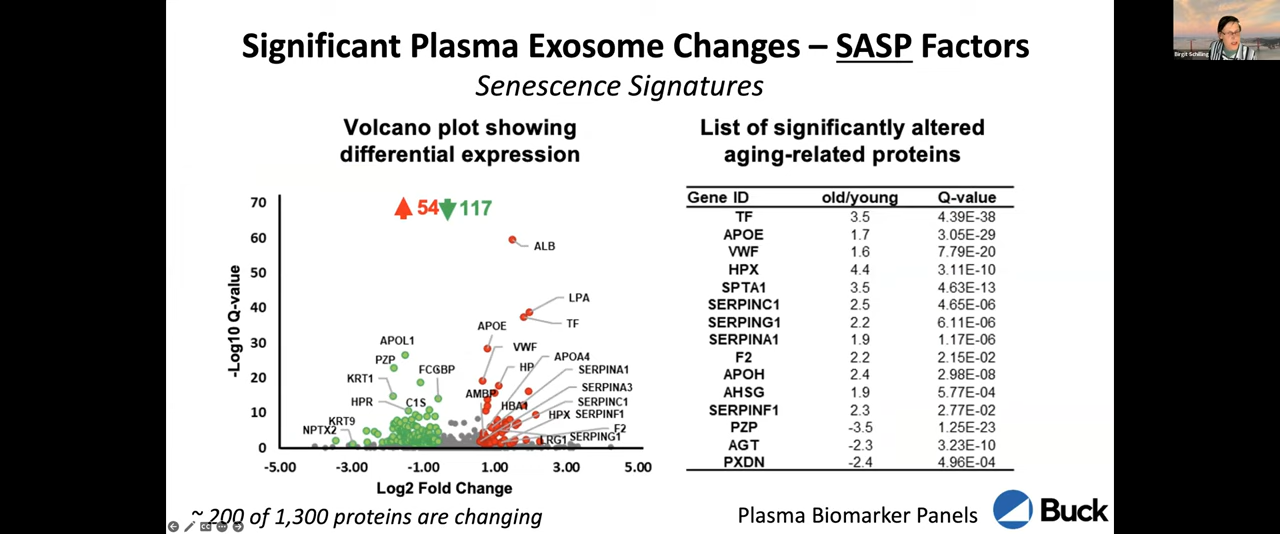 Significant Plasma Exosome Changes – SASP Factors
Senescence Signatures
Birgit Schilling
Volcano plot showing
differential expression
List of significantly altered
aging-related proteins
54 117
-Log10 Q-value
70
60
50
40
30
20
10
0
ALB
LPA
TF
APOE
VWF
APOL1
PZP
FCGBP
HP
APOA4
SERPINA1
KRT1
AMBP
SERPINA3
HPR
C1S
HBA1
SERPINC1
HPX SERPINF1
KRT9
NPTX2
F2
LRG1
SERPING1
-5.00 -3.00 -1.00 1.00 3.00 5.00
Log2 Fold Change
Gene ID old/young Q-value
TF 3.5 4.39E-38
APOE 1.7 3.05E-29
VWF 1.6 7.79E-20
HPX 4.4 3.11E-10
SPTA1 3.5 4.63E-13
SERPINC1 2.5 4.65E-06
SERPING1 2.2 6.11E-06
SERPINA1 1.9 1.17E-06
F2 2.2 2.15E-02
APOH 2.4 2.98E-08
AHSG 1.9 5.77E-04
SERPINF1 2.3 2.77E-02
PZP -3.5 1.25E-23
AGT -2.3 3.23E-10
PXDN -2.4 4.96E-04
~ 200 of 1,300 proteins are changing
Plasma Biomarker Panels
Buck